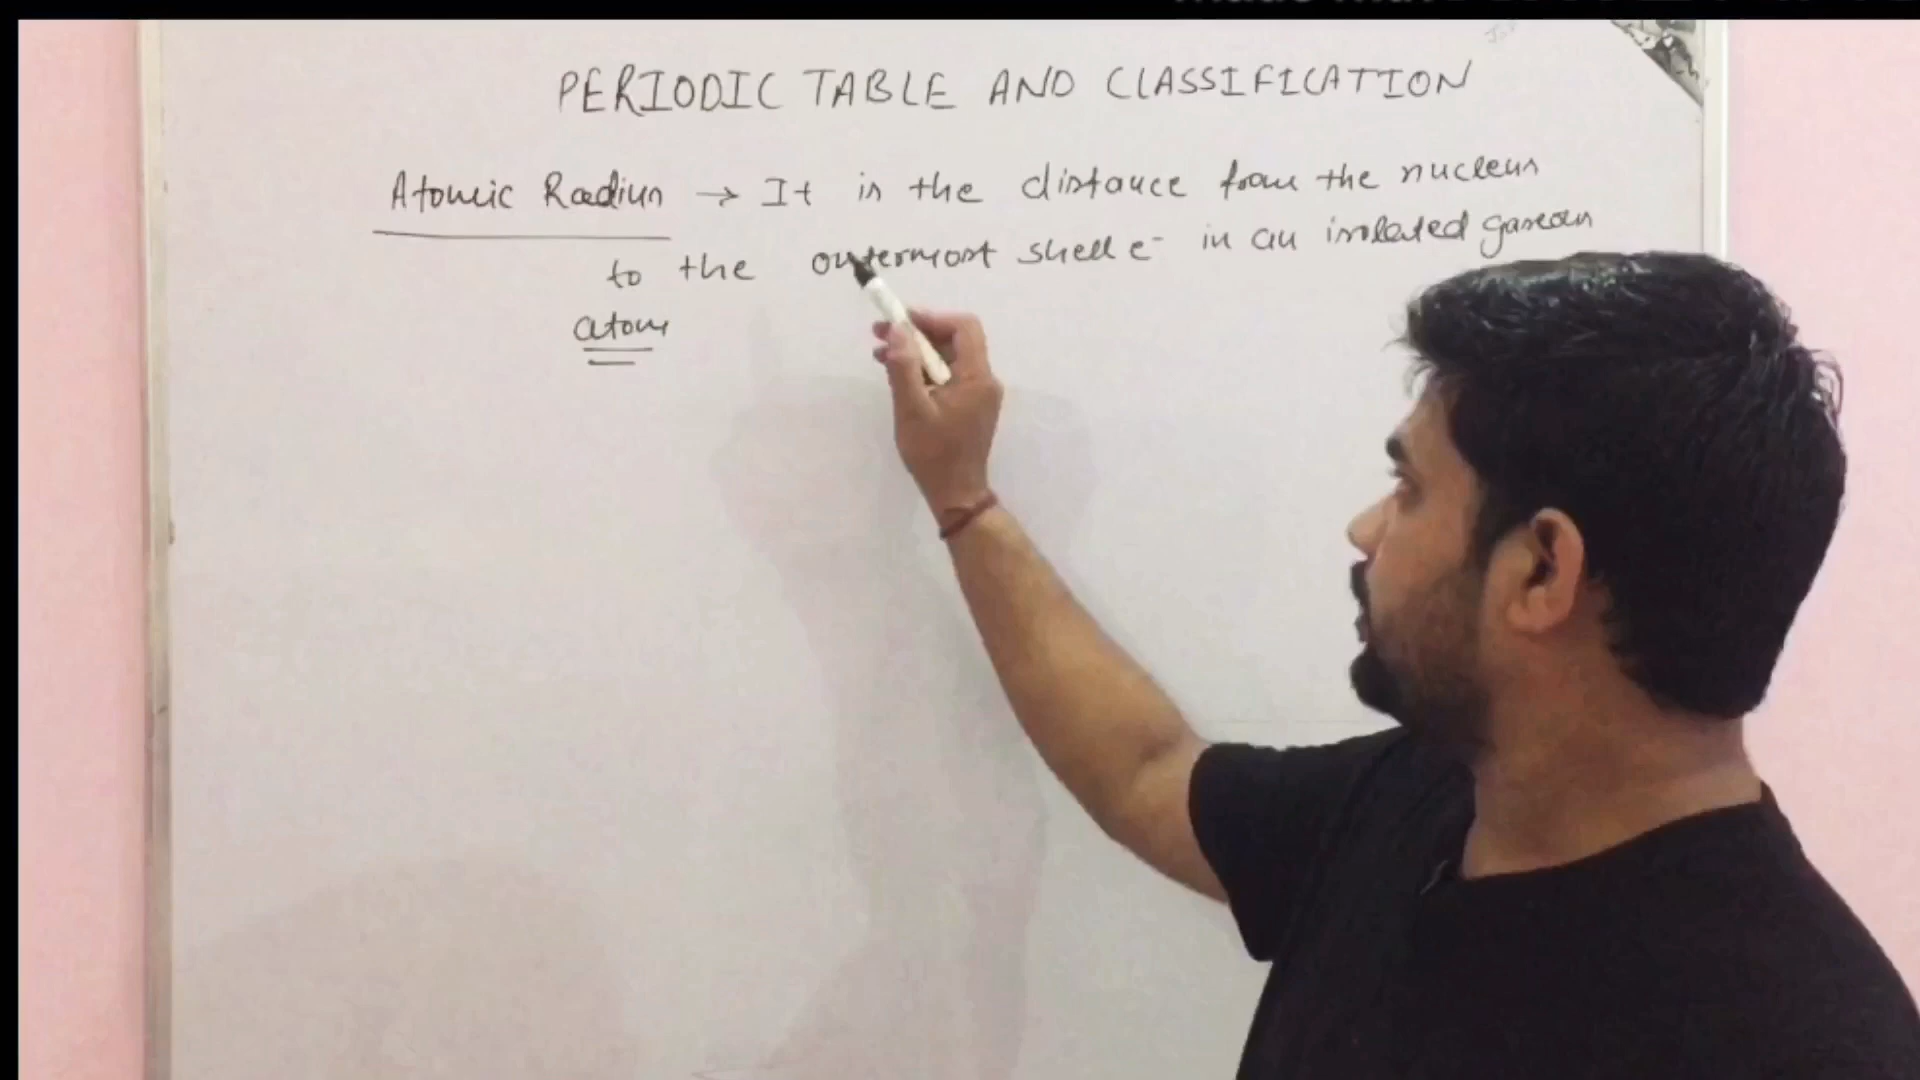 PERIODIC TABLE AND CLASSIFICATION
Atomic Radius → It is the distance from the nucleus
to the outermost shell e⁻ in an isolated gaseous
atom